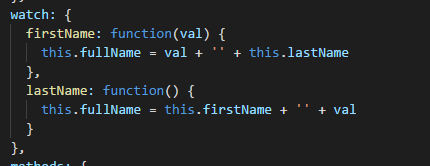 watch: {
firstName: function(val) {
this.fullName = val + '' + this.lastName
},
lastName: function() {
this.fullName = this.firstName + '' + val
}
},
methods: {